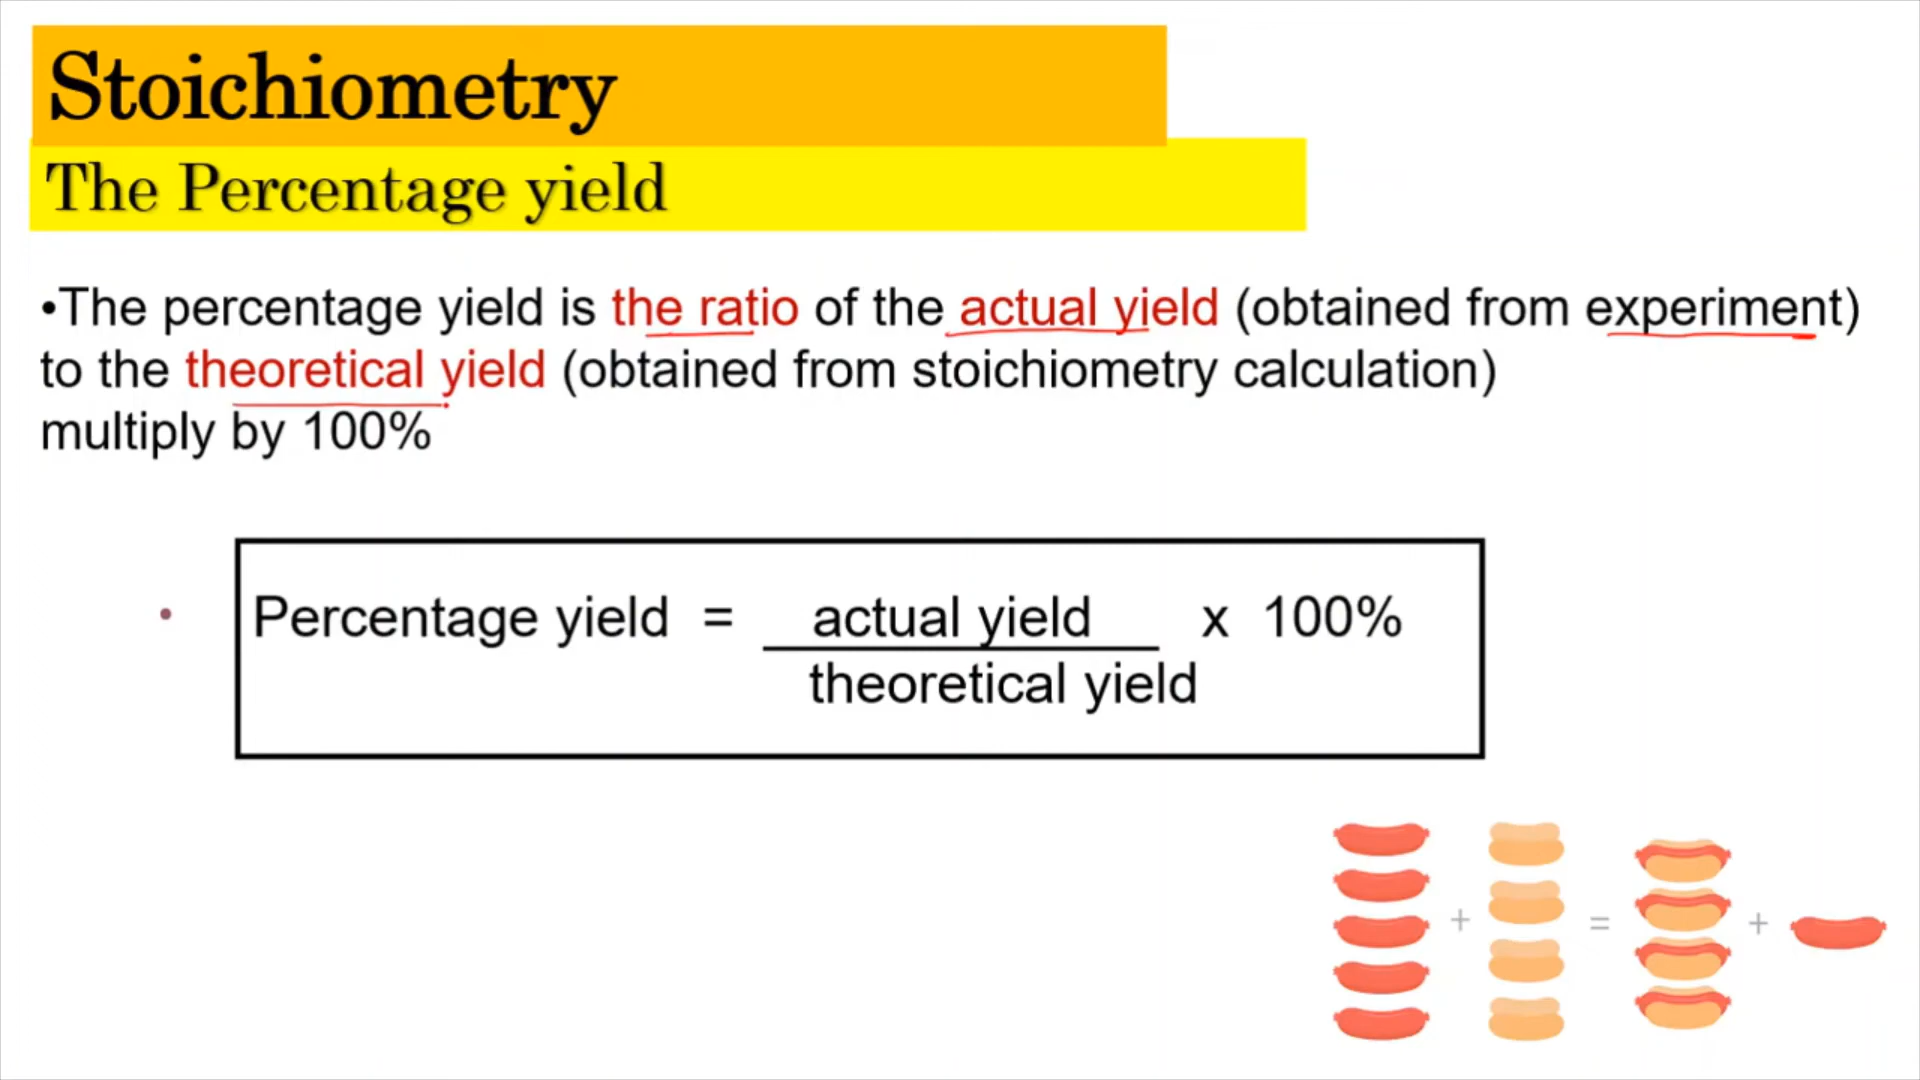 Stoichiometry
The Percentage yield
•The percentage yield is the ratio of the actual yield (obtained from experiment)
to the theoretical yield (obtained from stoichiometry calculation)
multiply by 100%
• Percentage yield = actual yield x 100%
theoretical yield
+ = +